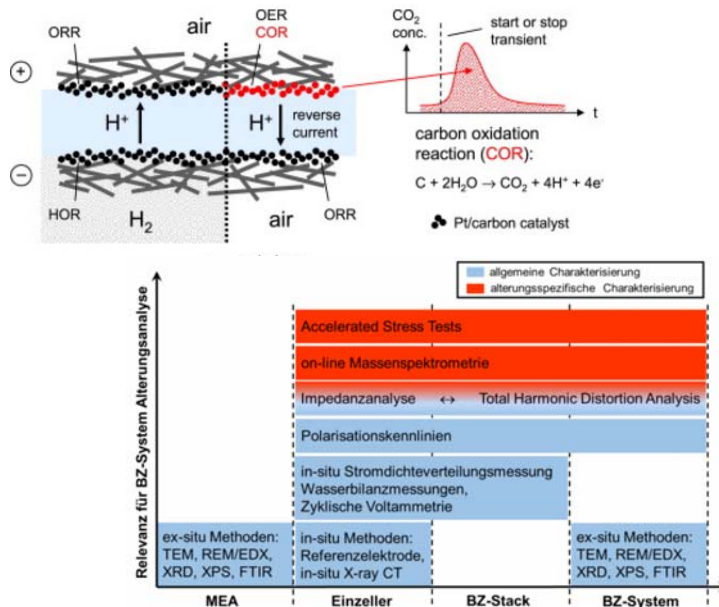 air
OER
COR
ORR
+
H+
H+
reverse
current
−
HOR
H2
air
ORR
CO2
conc.
start or stop
transient
t
carbon oxidation
reaction (COR):
C + 2H2O → CO2 + 4H+ + 4e-
Pt/carbon catalyst
allgemeine Charakterisierung
alterungsspezifische Charakterisierung
Relevanz für BZ-System Alterungsanalyse
Accelerated Stress Tests
on-line Massenspektrometrie
Impedanzanalyse ↔ Total Harmonic Distortion Analysis
Polarisationskennlinien
in-situ Stromdichteverteilungsmessung
Wasserbilanzmessungen,
Zyklische Voltammetrie
ex-situ Methoden:
TEM, REM/EDX,
XRD, XPS, FTIR
in-situ Methoden:
Referenzelektrode,
in-situ X-ray CT
ex-situ Methoden:
TEM, REM/EDX,
XRD, XPS, FTIR
MEA
Einzeller
BZ-Stack
BZ-System